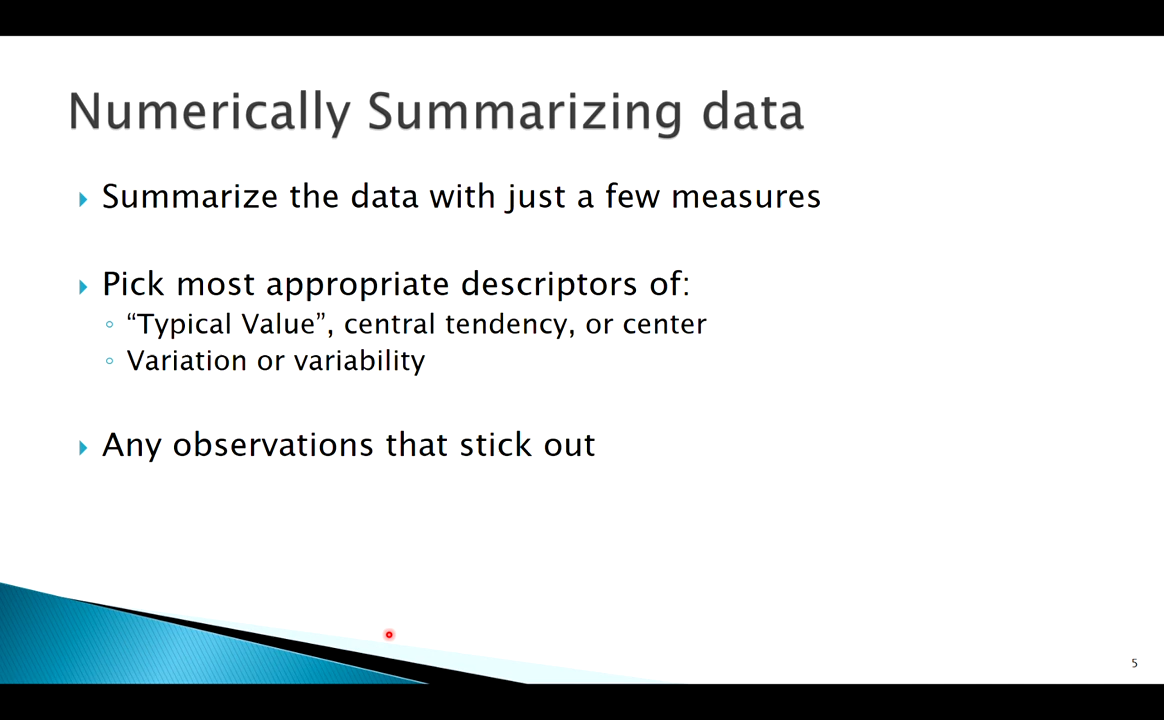 Numerically Summarizing data
Summarize the data with just a few measures
Pick most appropriate descriptors of:
“Typical Value”, central tendency, or center
Variation or variability
Any observations that stick out
5